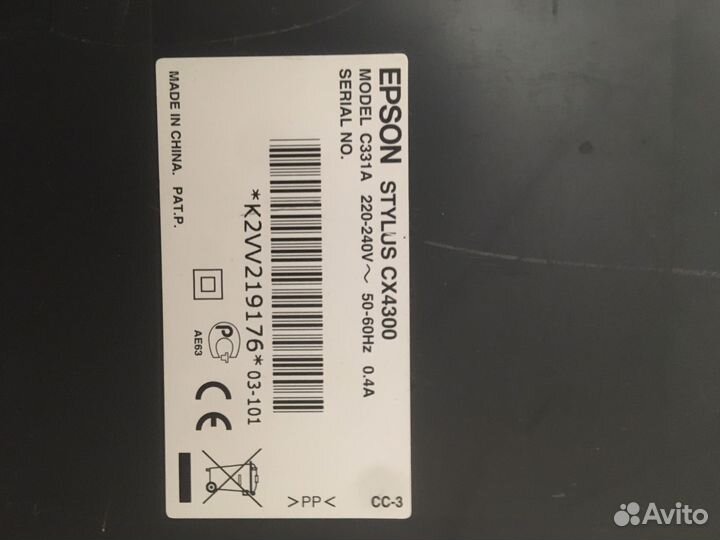 EPSON STYLUS CX4300
MODEL C331A 220-240V~ 50-60Hz 0.4A
SERIAL NO.
*K2VV219176* 03-101
AE63
MADE IN CHINA. PAT.P.
CE
>PP<
CC-3
Avito